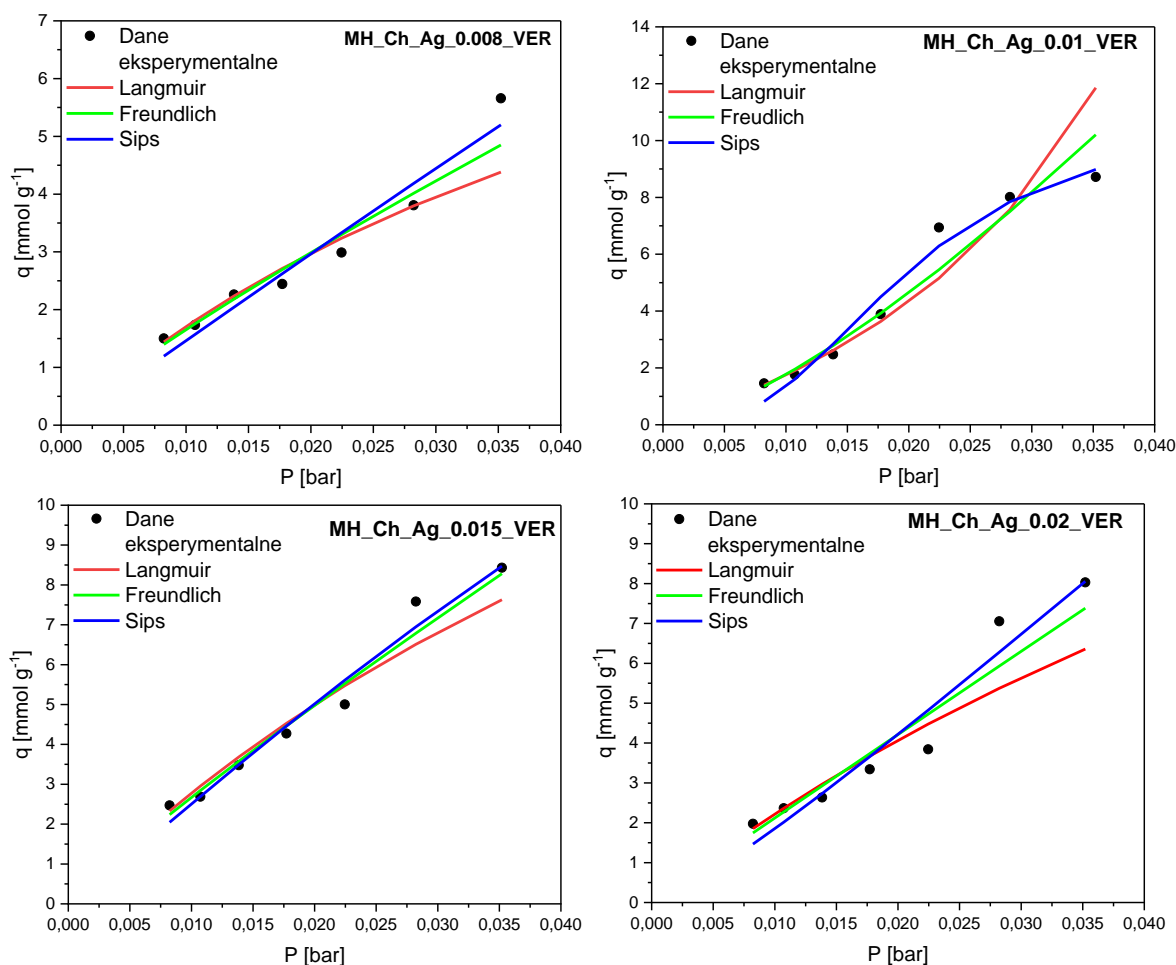 MH_Ch_Ag_0.008_VER
Dane
eksperymentalne
Langmuir
Freundlich
Sips
q [mmol g-1]
7
6
5
4
3
2
1
0
0,000 0,005 0,010 0,015 0,020 0,025 0,030 0,035 0,040
P [bar]
MH_Ch_Ag_0.01_VER
Dane
eksperymentalne
Langmuir
Freudlich
Sips
q [mmol g-1]
14
12
10
8
6
4
2
0
0,000 0,005 0,010 0,015 0,020 0,025 0,030 0,035 0,040
P [bar]
MH_Ch_Ag_0.015_VER
Dane
eksperymentalne
Langmuir
Freundlich
Sips
q [mmol g-1]
10
9
8
7
6
5
4
3
2
1
0
0,000 0,005 0,010 0,015 0,020 0,025 0,030 0,035 0,040
P [bar]
MH_Ch_Ag_0.02_VER
Dane
eksperymentalne
Langmuir
Freundlich
Sips
q [mmol g-1]
10
9
8
7
6
5
4
3
2
1
0
0,000 0,005 0,010 0,015 0,020 0,025 0,030 0,035 0,040
P [bar]